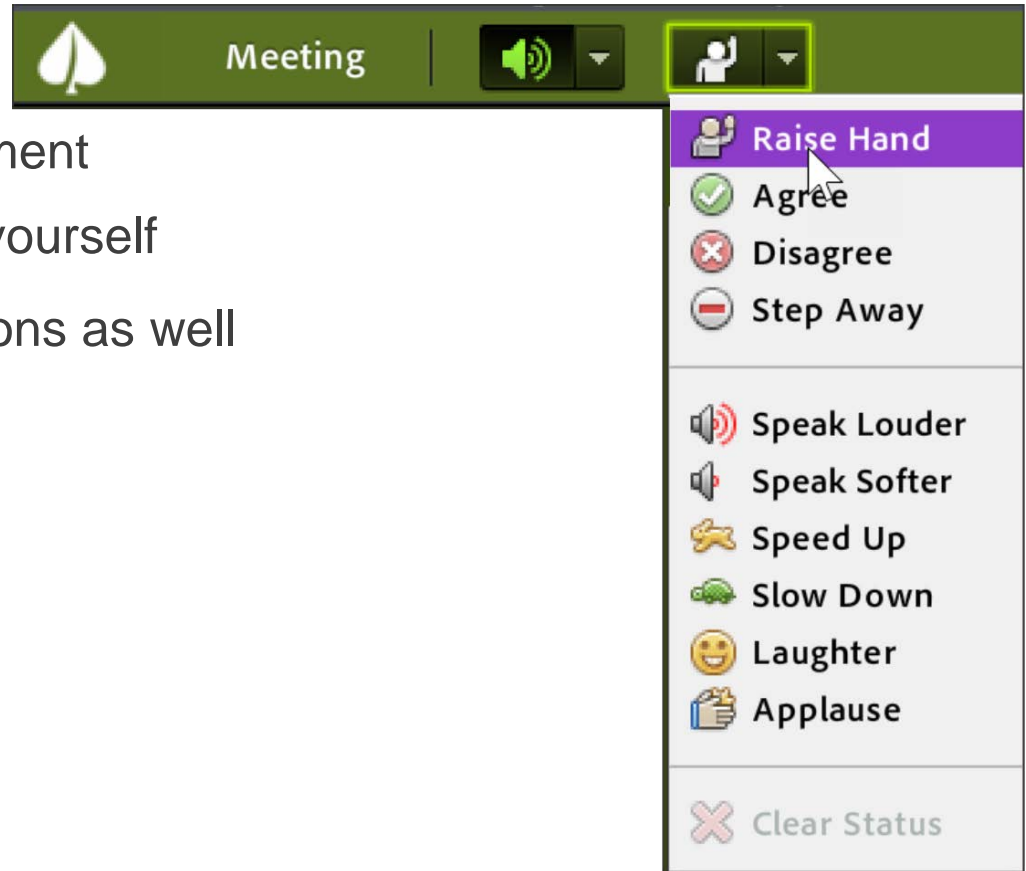 Meeting
nent
yourself
ons as well
Raise Hand
Agree
Disagree
Step Away
Speak Louder
Speak Softer
Speed Up
Slow Down
Laughter
Applause
Clear Status